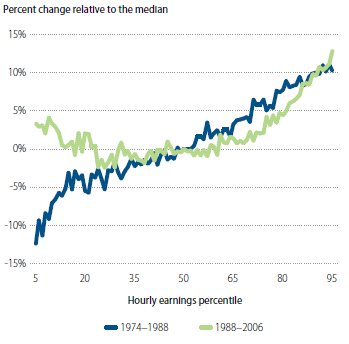 Percent change relative to the median
15%
10%
5%
0%
-5%
-10%
-15%
5 20 35 50 65 80 95
Hourly earnings percentile
1974–1988 1988–2006